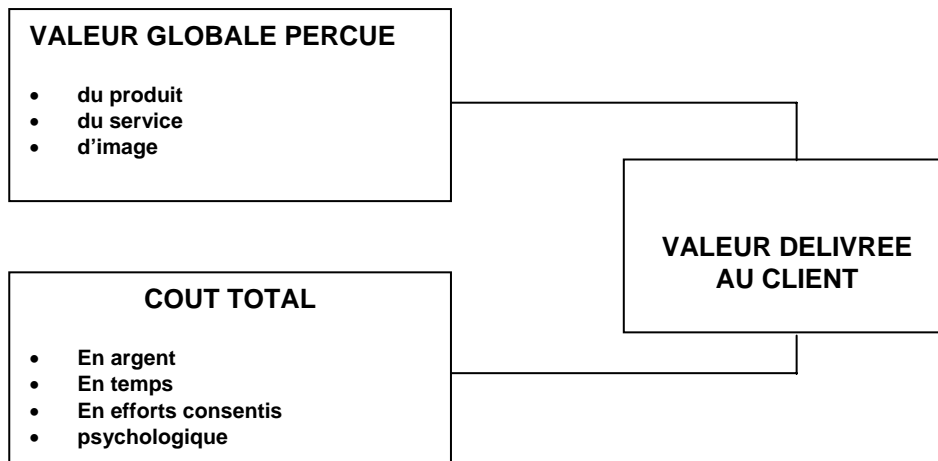 VALEUR GLOBALE PERCUE
• du produit
• du service
• d'image
VALEUR DELIVREE
AU CLIENT
COUT TOTAL
• En argent
• En temps
• En efforts consentis
• psychologique